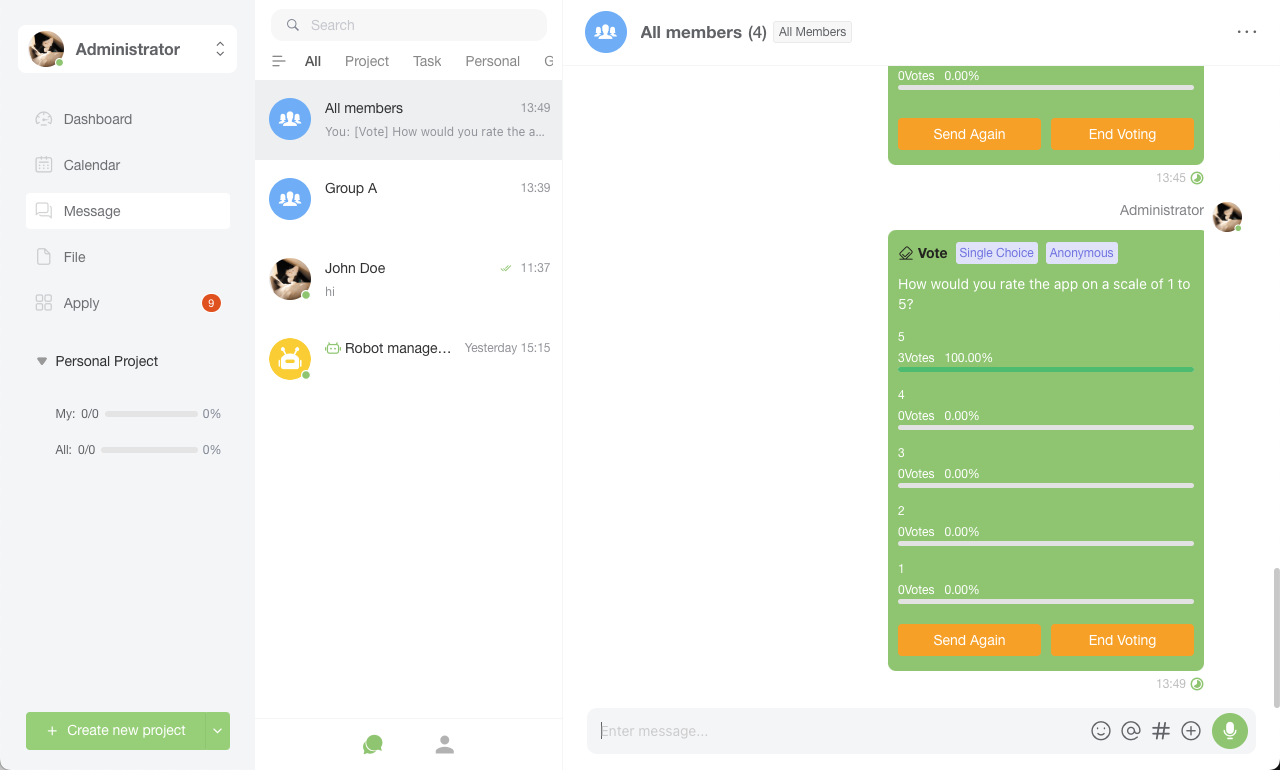 Administrator
Dashboard
Calendar
Message
File
Apply
9
Personal Project
My: 0/0 0%
All: 0/0 0%
+ Create new project
Search
All Project Task Personal G
All members 13:49
You: [Vote] How would you rate the a...
Group A 13:39
John Doe 11:37
hi
Robot manage... Yesterday 15:15
All members (4) All Members
0Votes 0.00%
Send Again End Voting
13:45
Administrator
Vote Single Choice Anonymous
How would you rate the app on a scale of 1 to
5?
5
3Votes 100.00%
4
0Votes 0.00%
3
0Votes 0.00%
2
0Votes 0.00%
1
0Votes 0.00%
Send Again End Voting
13:49
Enter message...